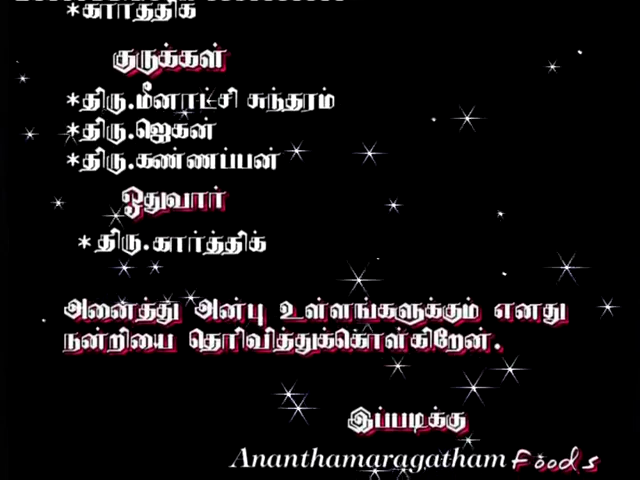 *கார்த்திக்
குருக்கள்
*திரு.மீனாட்சி சுந்தரம்
*திரு.ஜெகன்
*திரு.கண்ணப்பன்
ஓதுவார்
*திரு.கார்த்திக்
அனைத்து அன்பு உள்ளங்களுக்கும் எனது
நன்றியை தெரிவித்துக்கொள்கிறேன்.
இப்படிக்கு
Ananthamaragatham Foods